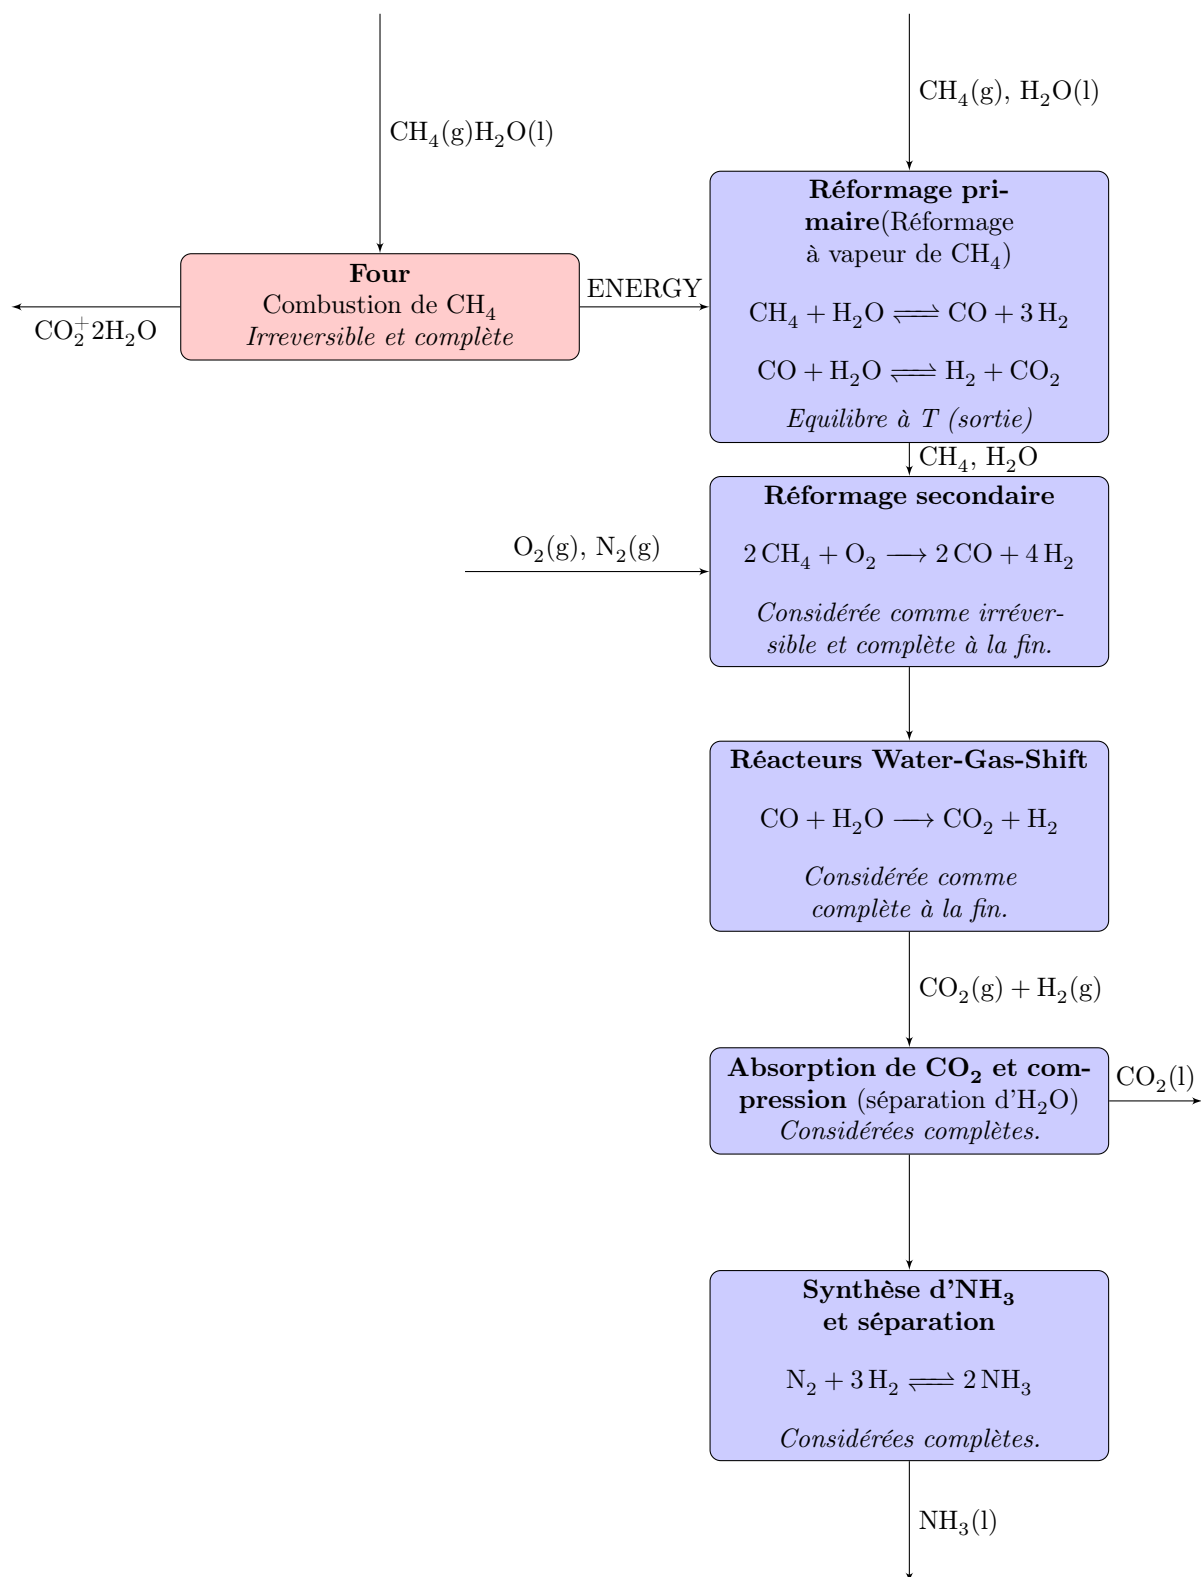 CH₄(g), H₂O(l)
CH₄(g)H₂O(l)
Réformage pri-
maire(Réformage
à vapeur de CH₄)
CH₄ + H₂O ⇌ CO + 3 H₂
CO + H₂O ⇌ H₂ + CO₂
Equilibre à T (sortie)
Four
Combustion de CH₄
Irreversible et complète
ENERGY
CO₂⁺2H₂O
CH₄, H₂O
Réformage secondaire
2 CH₄ + O₂ ⟶ 2 CO + 4 H₂
Considérée comme irréver-
sible et complète à la fin.
O₂(g), N₂(g)
Réacteurs Water-Gas-Shift
CO + H₂O ⟶ CO₂ + H₂
Considérée comme
complète à la fin.
CO₂(g) + H₂(g)
Absorption de CO₂ et com-
pression (séparation d'H₂O)
Considérées complètes.
CO₂(l)
Synthèse d'NH₃
et séparation
N₂ + 3 H₂ ⇌ 2 NH₃
Considérées complètes.
NH₃(l)